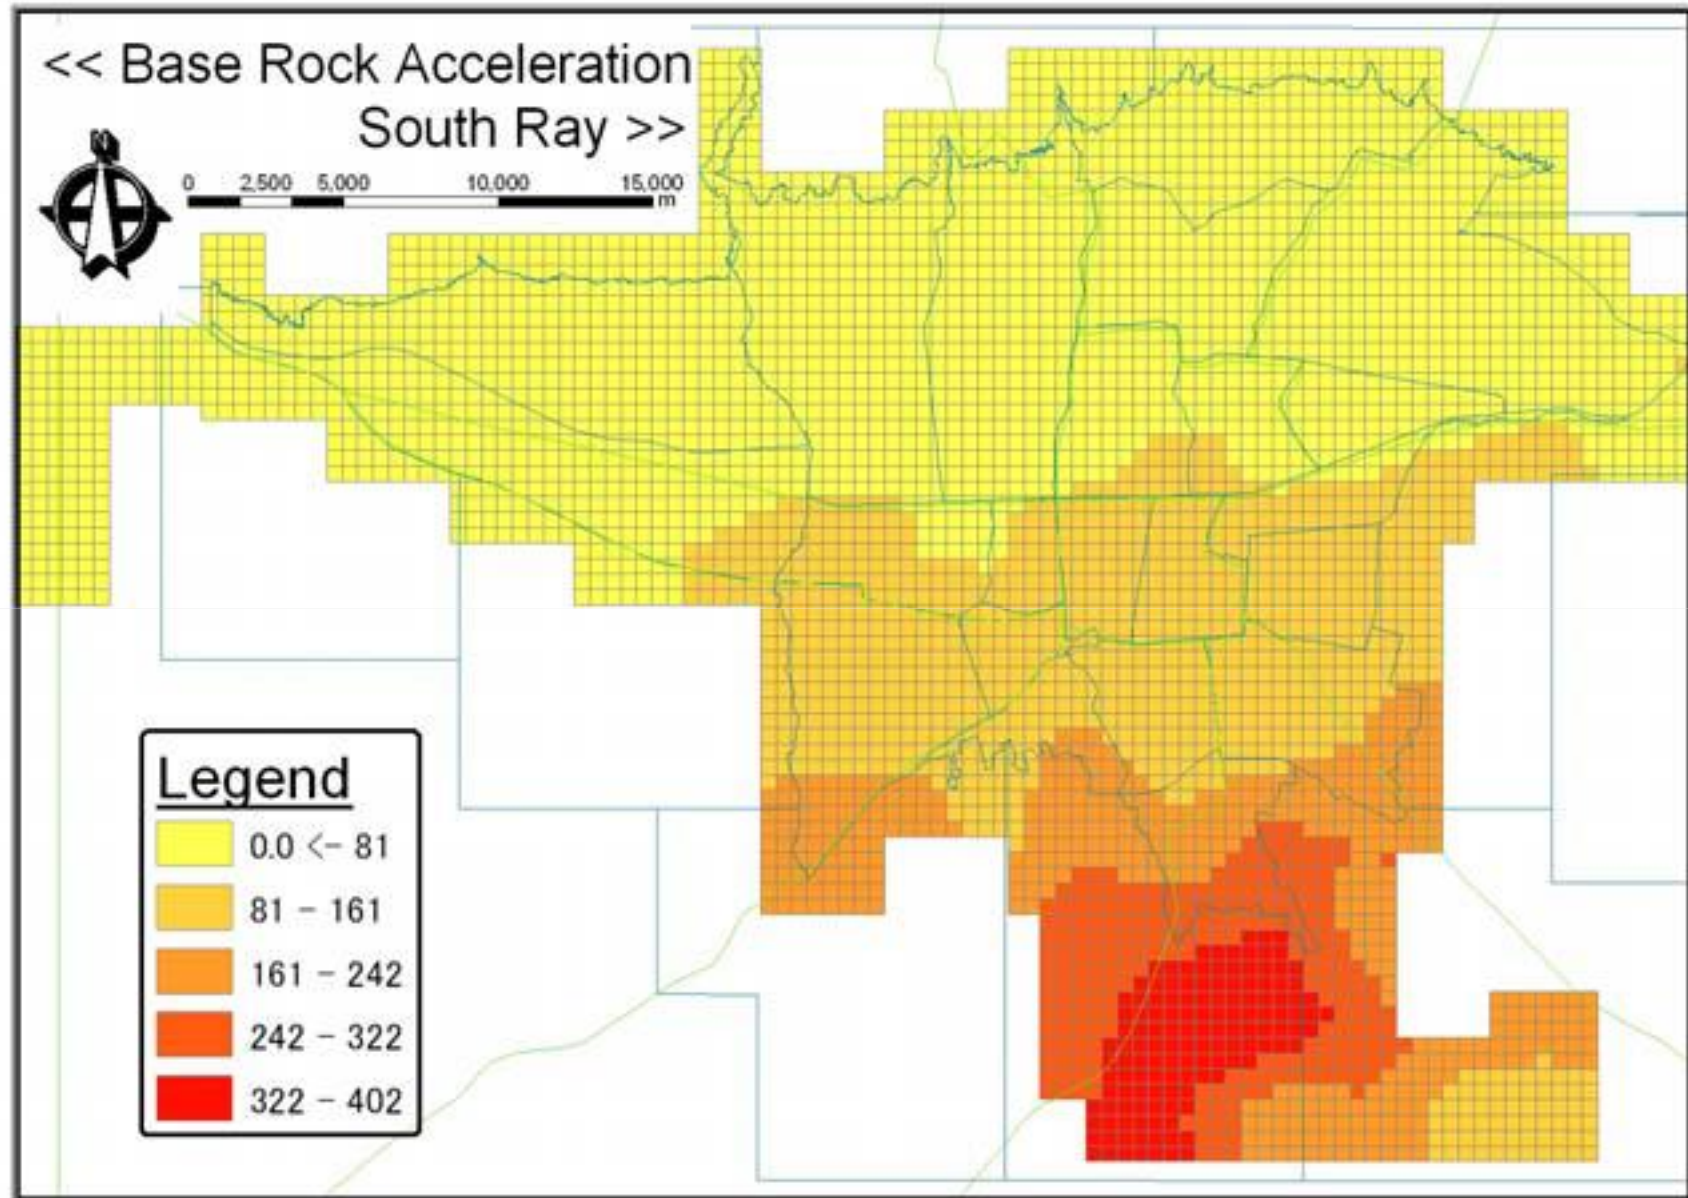 << Base Rock Acceleration
South Ray >>
N
0 2,500 5,000 10,000 15,000
m
Legend
0.0 <- 81
81 - 161
161 - 242
242 - 322
322 - 402